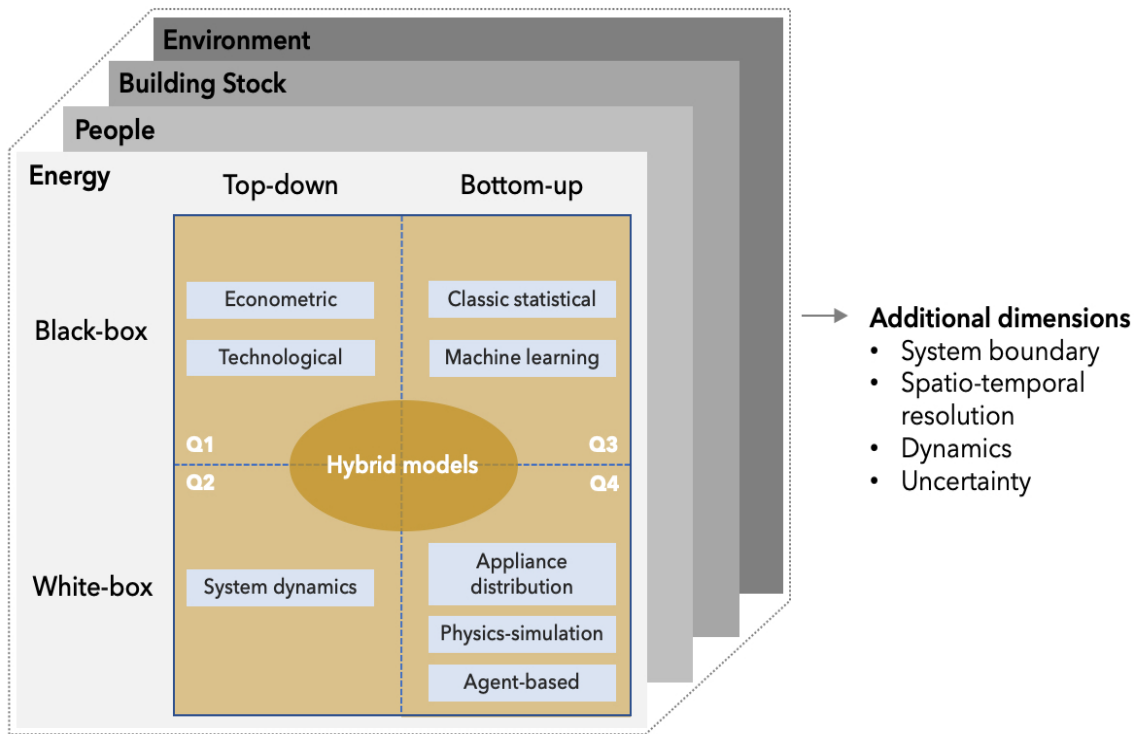 Environment
Building Stock
People
Energy
Top-down
Bottom-up
Black-box
Econometric
Classic statistical
Technological
Machine learning
Q1
Q3
Hybrid models
Q2
Q4
White-box
System dynamics
Appliance
distribution
Physics-simulation
Agent-based
Additional dimensions
• System boundary
• Spatio-temporal
resolution
• Dynamics
• Uncertainty